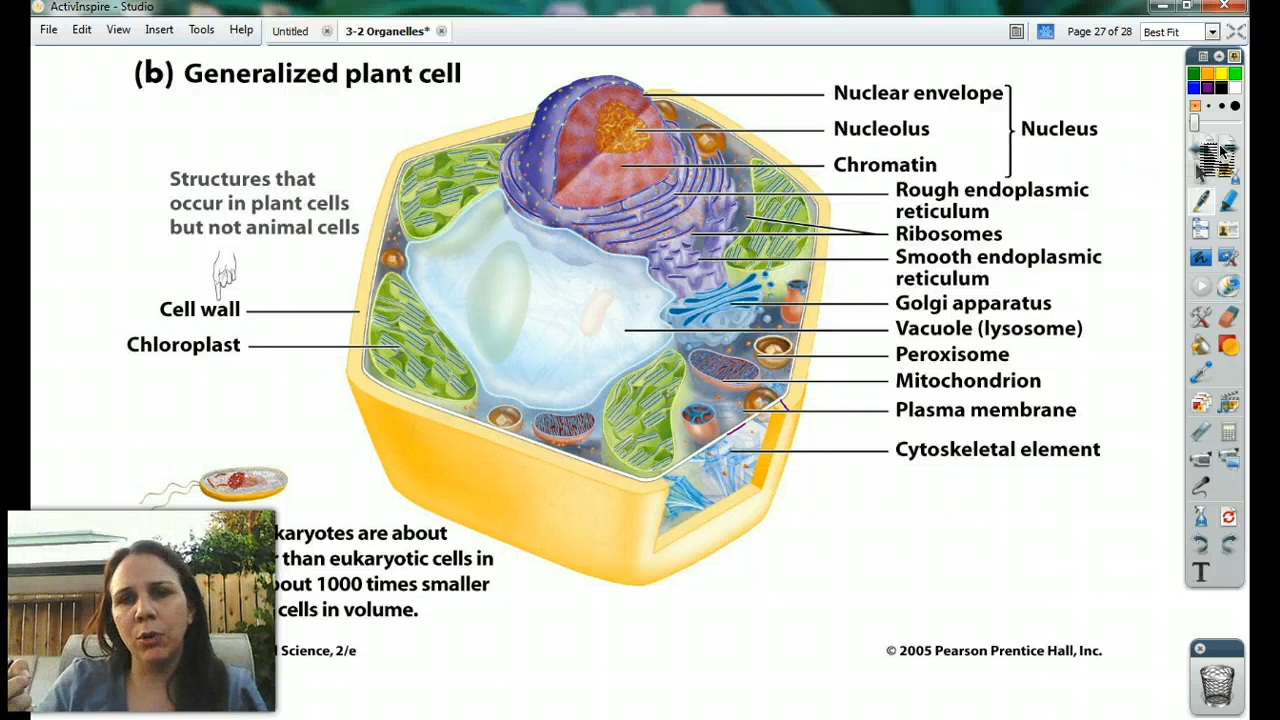 ActivInspire - Studio
File Edit View Insert Tools Help Untitled 3-2 Organelles* Page 27 of 28 Best Fit
(b) Generalized plant cell
Nuclear envelope
Nucleolus
Chromatin
Nucleus
Structures that
occur in plant cells
but not animal cells
Cell wall
Chloroplast
Rough endoplasmic
reticulum
Ribosomes
Smooth endoplasmic
reticulum
Golgi apparatus
Vacuole (lysosome)
Peroxisome
Mitochondrion
Plasma membrane
Cytoskeletal element
karyotes are about
than eukaryotic cells in
1000 times smaller
cells in volume.
Science, 2/e
© 2005 Pearson Prentice Hall, Inc.
T